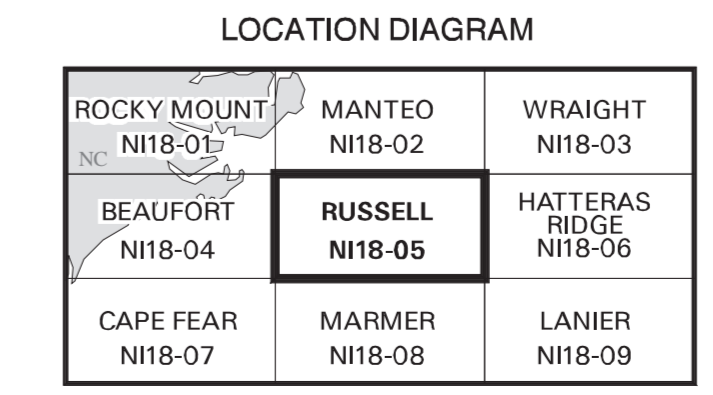 LOCATION DIAGRAM
ROCKY MOUNT
NI18-01
NC
MANTEO
NI18-02
WRAIGHT
NI18-03
BEAUFORT
NI18-04
RUSSELL
NI18-05
HATTERAS
RIDGE
NI18-06
CAPE FEAR
NI18-07
MARMER
NI18-08
LANIER
NI18-09